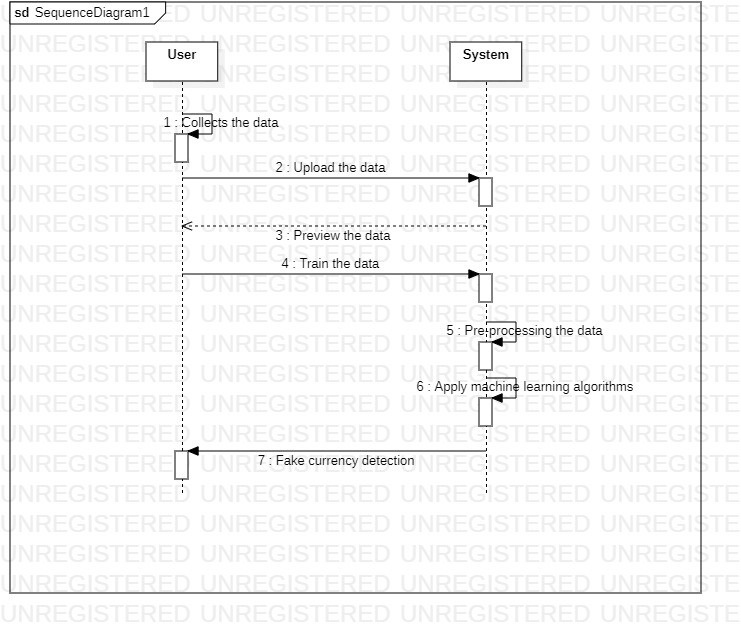 sd SequenceDiagram1
User
System
1 : Collects the data
2 : Upload the data
3 : Preview the data
4 : Train the data
5 : Pre-processing the data
6 : Apply machine learning algorithms
7 : Fake currency detection
UNREGISTERED